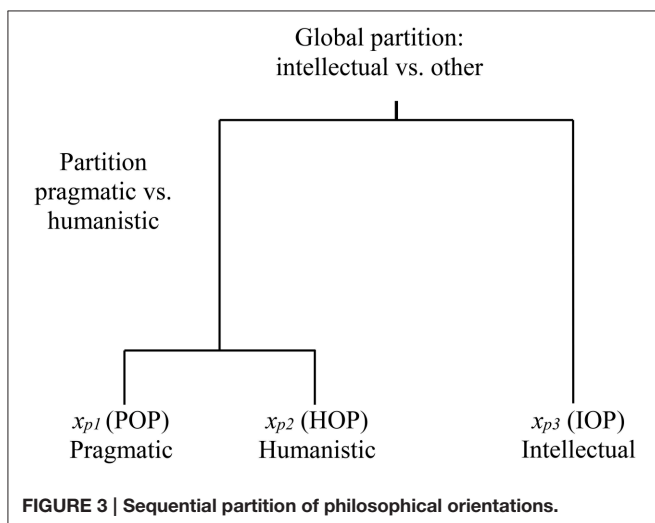 Global partition:
intellectual vs. other
Partition
pragmatic vs.
humanistic
xp1 (POP)
Pragmatic
xp2 (HOP)
Humanistic
xp3 (IOP)
Intellectual
FIGURE 3 | Sequential partition of philosophical orientations.